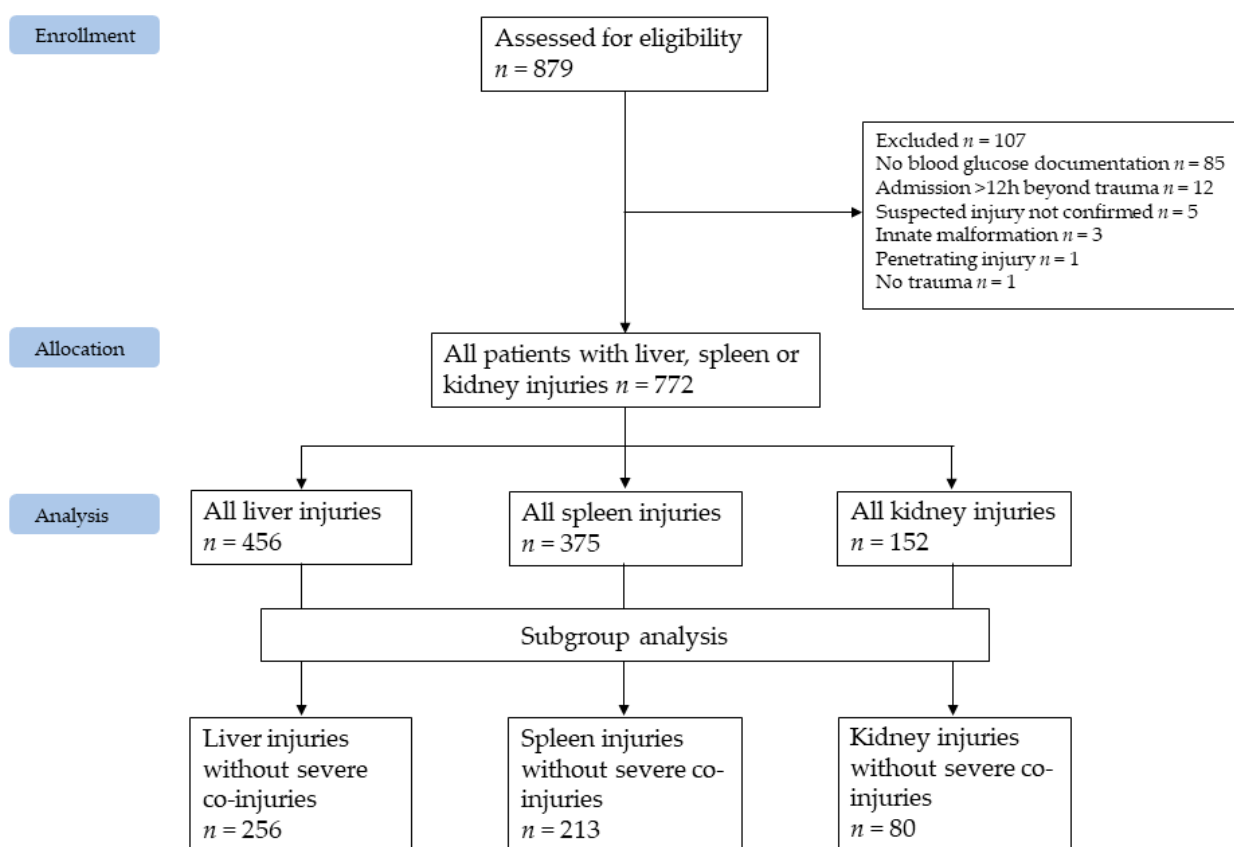 Enrollment
Assessed for eligibility
n = 879
Excluded n = 107
No blood glucose documentation n = 85
Admission >12h beyond trauma n = 12
Suspected injury not confirmed n = 5
Innate malformation n = 3
Penetrating injury n = 1
No trauma n = 1
Allocation
All patients with liver, spleen or
kidney injuries n = 772
Analysis
All liver injuries
n = 456
All spleen injuries
n = 375
All kidney injuries
n = 152
Subgroup analysis
Liver injuries
without severe
co-injuries
n = 256
Spleen injuries
without severe co-
injuries
n = 213
Kidney injuries
without severe co-
injuries
n = 80